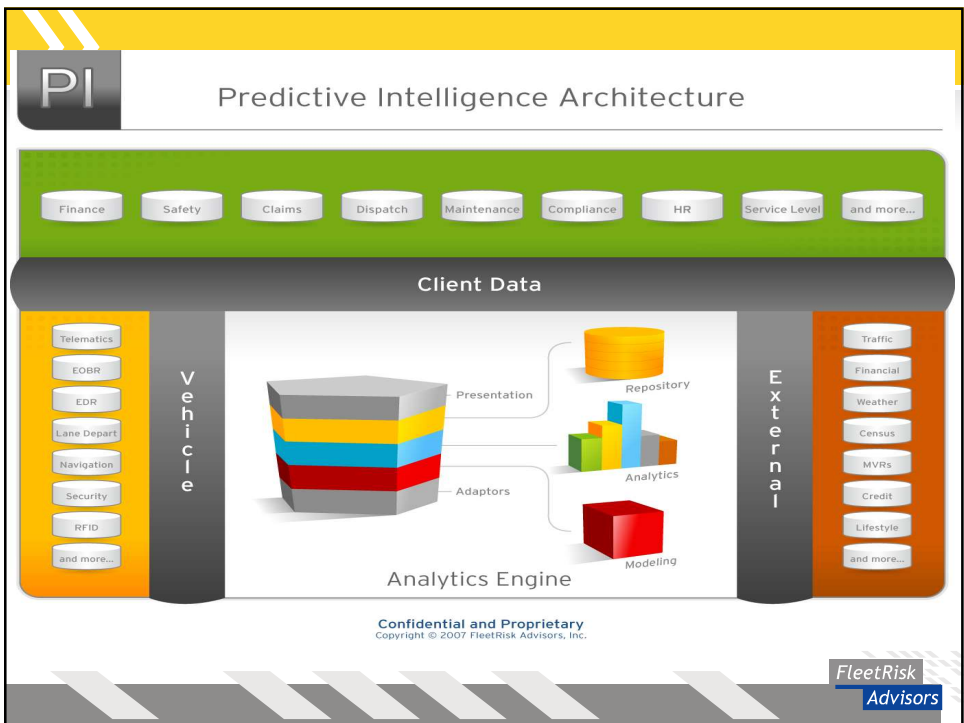 PI
Predictive Intelligence Architecture
Finance
Safety
Claims
Dispatch
Maintenance
Compliance
HR
Service Level
and more...
Client Data
Telematics
EOBR
EDR
Lane Depart
Navigation
Security
RFID
and more...
Vehicle
Presentation
Adaptors
Repository
Analytics
Modeling
Analytics Engine
External
Traffic
Financial
Weather
Census
MVRs
Credit
Lifestyle
and more...
Confidential and Proprietary
Copyright © 2007 FleetRisk Advisors, Inc.
FleetRisk
Advisors